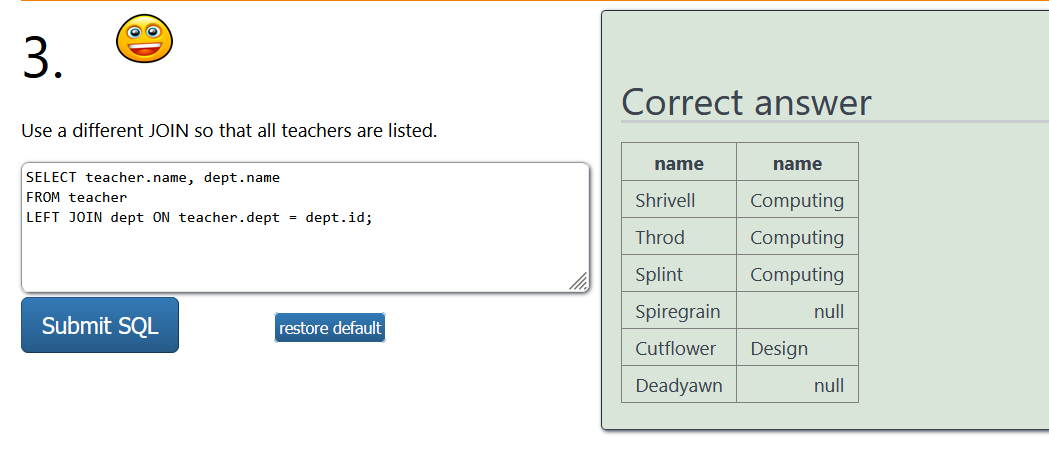 3.
Use a different JOIN so that all teachers are listed.
SELECT teacher.name, dept.name
FROM teacher
LEFT JOIN dept ON teacher.dept = dept.id;
Submit SQL
restore default
Correct answer
name name
Shrivell Computing
Throd Computing
Splint Computing
Spiregrain null
Cutflower Design
Deadyawn null